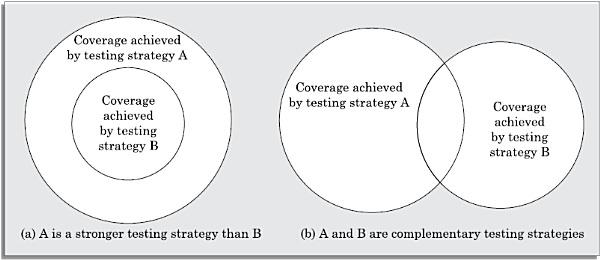 Coverage achieved
by testing strategy A
Coverage
achieved
by testing
strategy B
(a) A is a stronger testing strategy than B
Coverage achieved
by testing strategy A
Coverage
achieved
by testing
strategy B
(b) A and B are complementary testing strategies